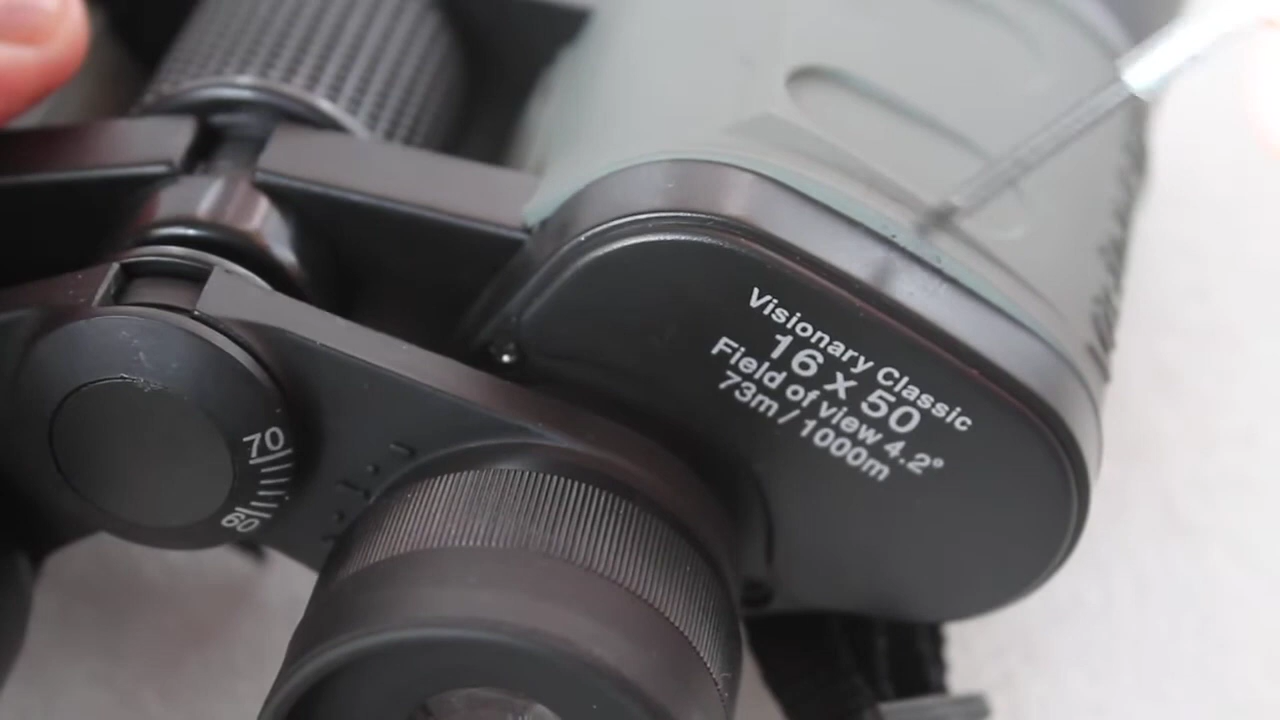 Visionary Classic
16 x 50
Field of view 4.2°
73m / 1000m
70
60